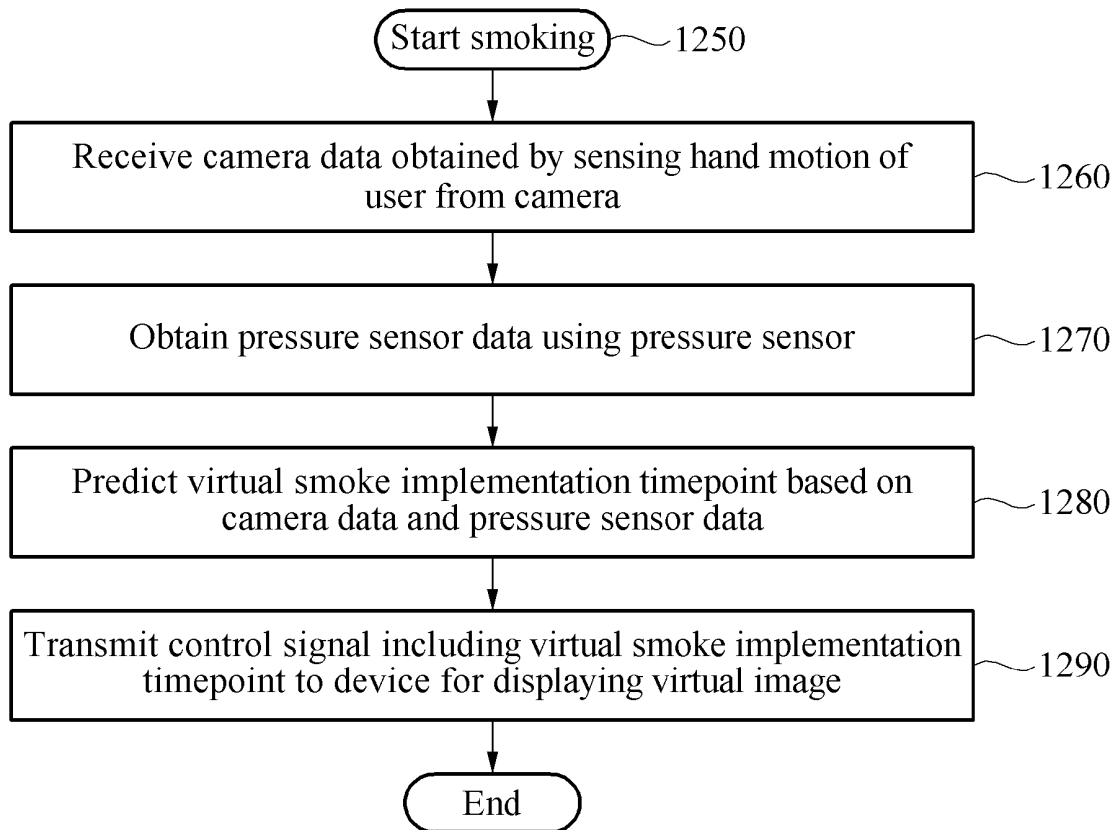 Start smoking
1250
Receive camera data obtained by sensing hand motion of
user from camera
1260
Obtain pressure sensor data using pressure sensor
1270
Predict virtual smoke implementation timepoint based on
camera data and pressure sensor data
1280
Transmit control signal including virtual smoke implementation
timepoint to device for displaying virtual image
1290
End